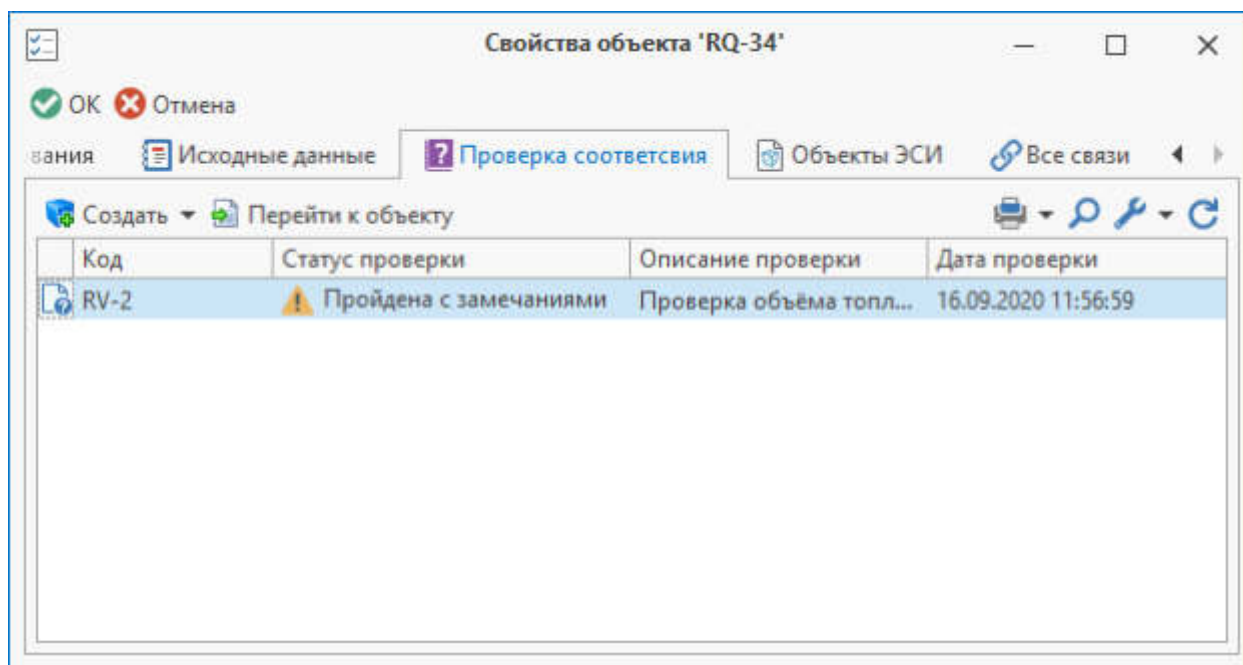 Свойства объекта 'RQ-34'
ОК Отмена
вания Исходные данные Проверка соответсвия Объекты ЭСИ Все связи
Создать Перейти к объекту
Код Статус проверки Описание проверки Дата проверки
RV-2 Пройдена с замечаниями Проверка объёма топл... 16.09.2020 11:56:59